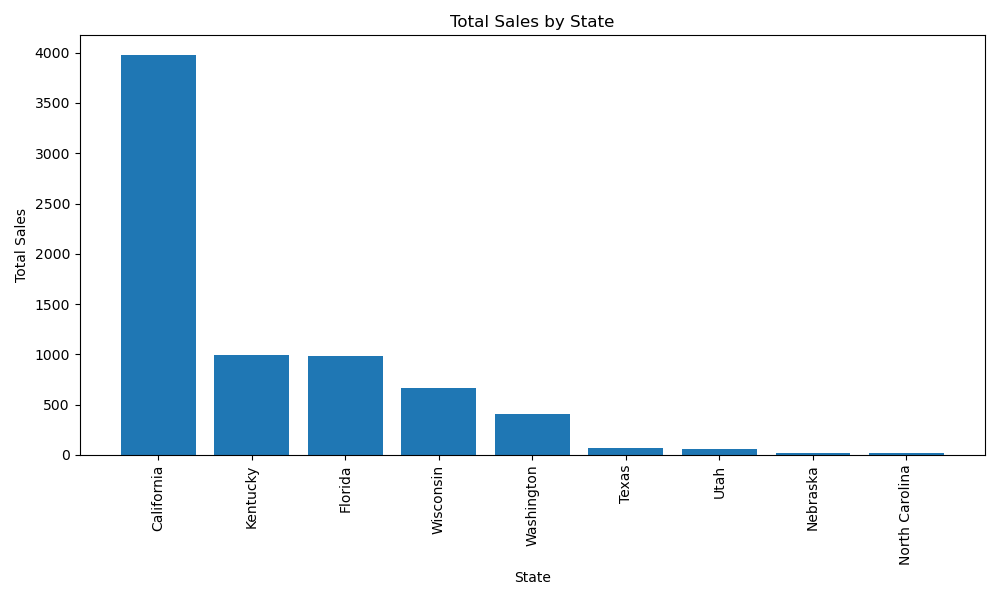 Total Sales by State
Total Sales
4000
3500
3000
2500
2000
1500
1000
500
0
California
Kentucky
Florida
Wisconsin
Washington
Texas
Utah
Nebraska
North Carolina
State